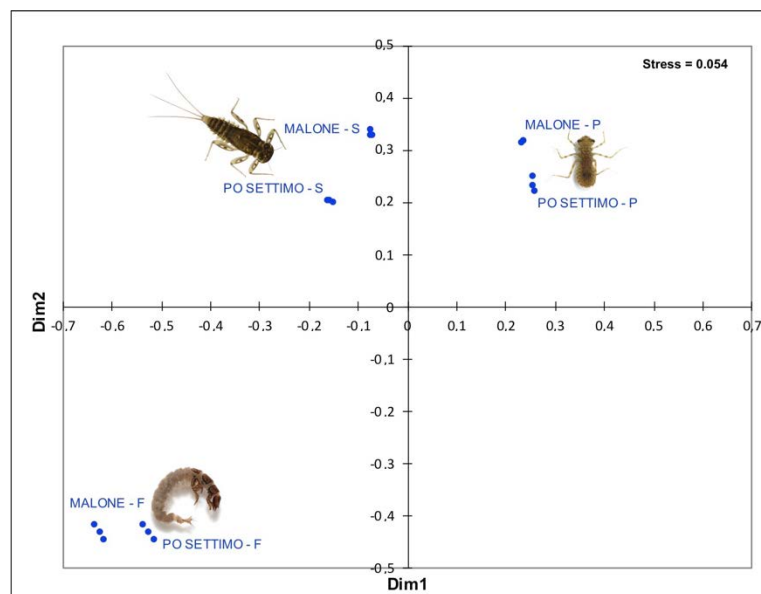 0,5
Stress = 0.054
0,4
MALONE - S
MALONE - P
0,3
PO SETTIMO - S
0,2
PO SETTIMO - P
0,1
0
-0,7 -0,6 -0,5 -0,4 -0,3 -0,2 -0,1 0 0,1 0,2 0,3 0,4 0,5 0,6 0,7
Dim2
-0.1
-0.2
-0.3
-0.4
MALONE - F
PO SETTIMO - F
-0,5
Dim1